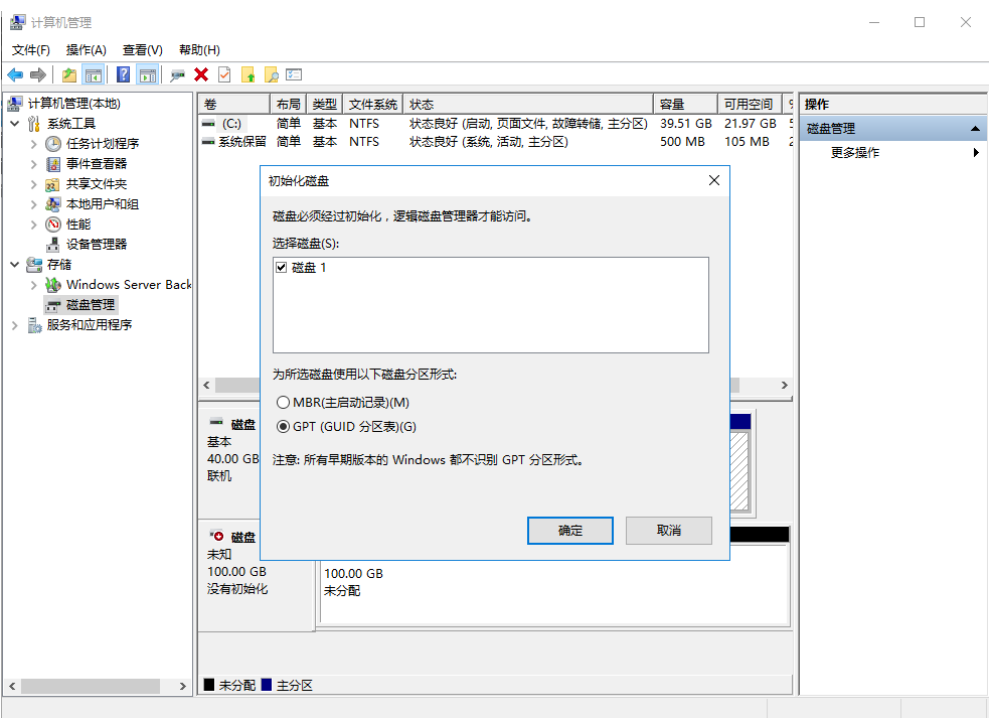 计算机管理
文件(F) 操作(A) 查看(V) 帮助(H)
计算机管理(本地)
系统工具
任务计划程序
事件查看器
共享文件夹
本地用户和组
性能
设备管理器
存储
Windows Server Back
磁盘管理
服务和应用程序
卷 布局 类型 文件系统 状态 容量 可用空间
(C:) 简单 基本 NTFS 状态良好 (启动, 页面文件, 故障转储, 主分区) 39.51 GB 21.97 GB
系统保留 简单 基本 NTFS 状态良好 (系统, 活动, 主分区) 500 MB 105 MB
操作
磁盘管理
更多操作
初始化磁盘
磁盘必须经过初始化，逻辑磁盘管理器才能访问。
选择磁盘(S):
磁盘 1
为所选磁盘使用以下磁盘分区形式:
MBR(主启动记录)(M)
GPT (GUID 分区表)(G)
注意: 所有早期版本的 Windows 都不识别 GPT 分区形式。
确定 取消
磁盘
基本
40.00 GB
联机
磁盘
未知
100.00 GB
没有初始化
100.00 GB
未分配
未分配 主分区